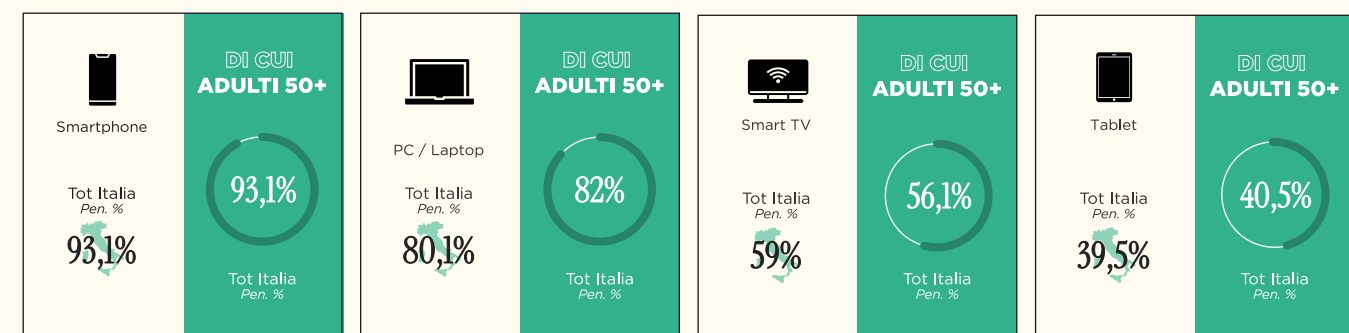 Smartphone
Tot Italia
Pen. %
93,1%
DI CUI
ADULTI 50+
93,1%
Tot Italia
Pen. %
PC / Laptop
Tot Italia
Pen. %
80,1%
DI CUI
ADULTI 50+
82%
Tot Italia
Pen. %
Smart TV
Tot Italia
Pen. %
59%
DI CUI
ADULTI 50+
56,1%
Tot Italia
Pen. %
Tablet
Tot Italia
Pen. %
39,5%
DI CUI
ADULTI 50+
40,5%
Tot Italia
Pen. %